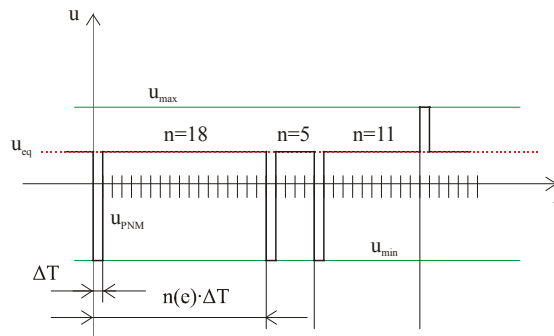 u
u_max
u_eq
n=18
n=5
n=11
u_PNM
u_min
ΔT
n(e)·ΔT